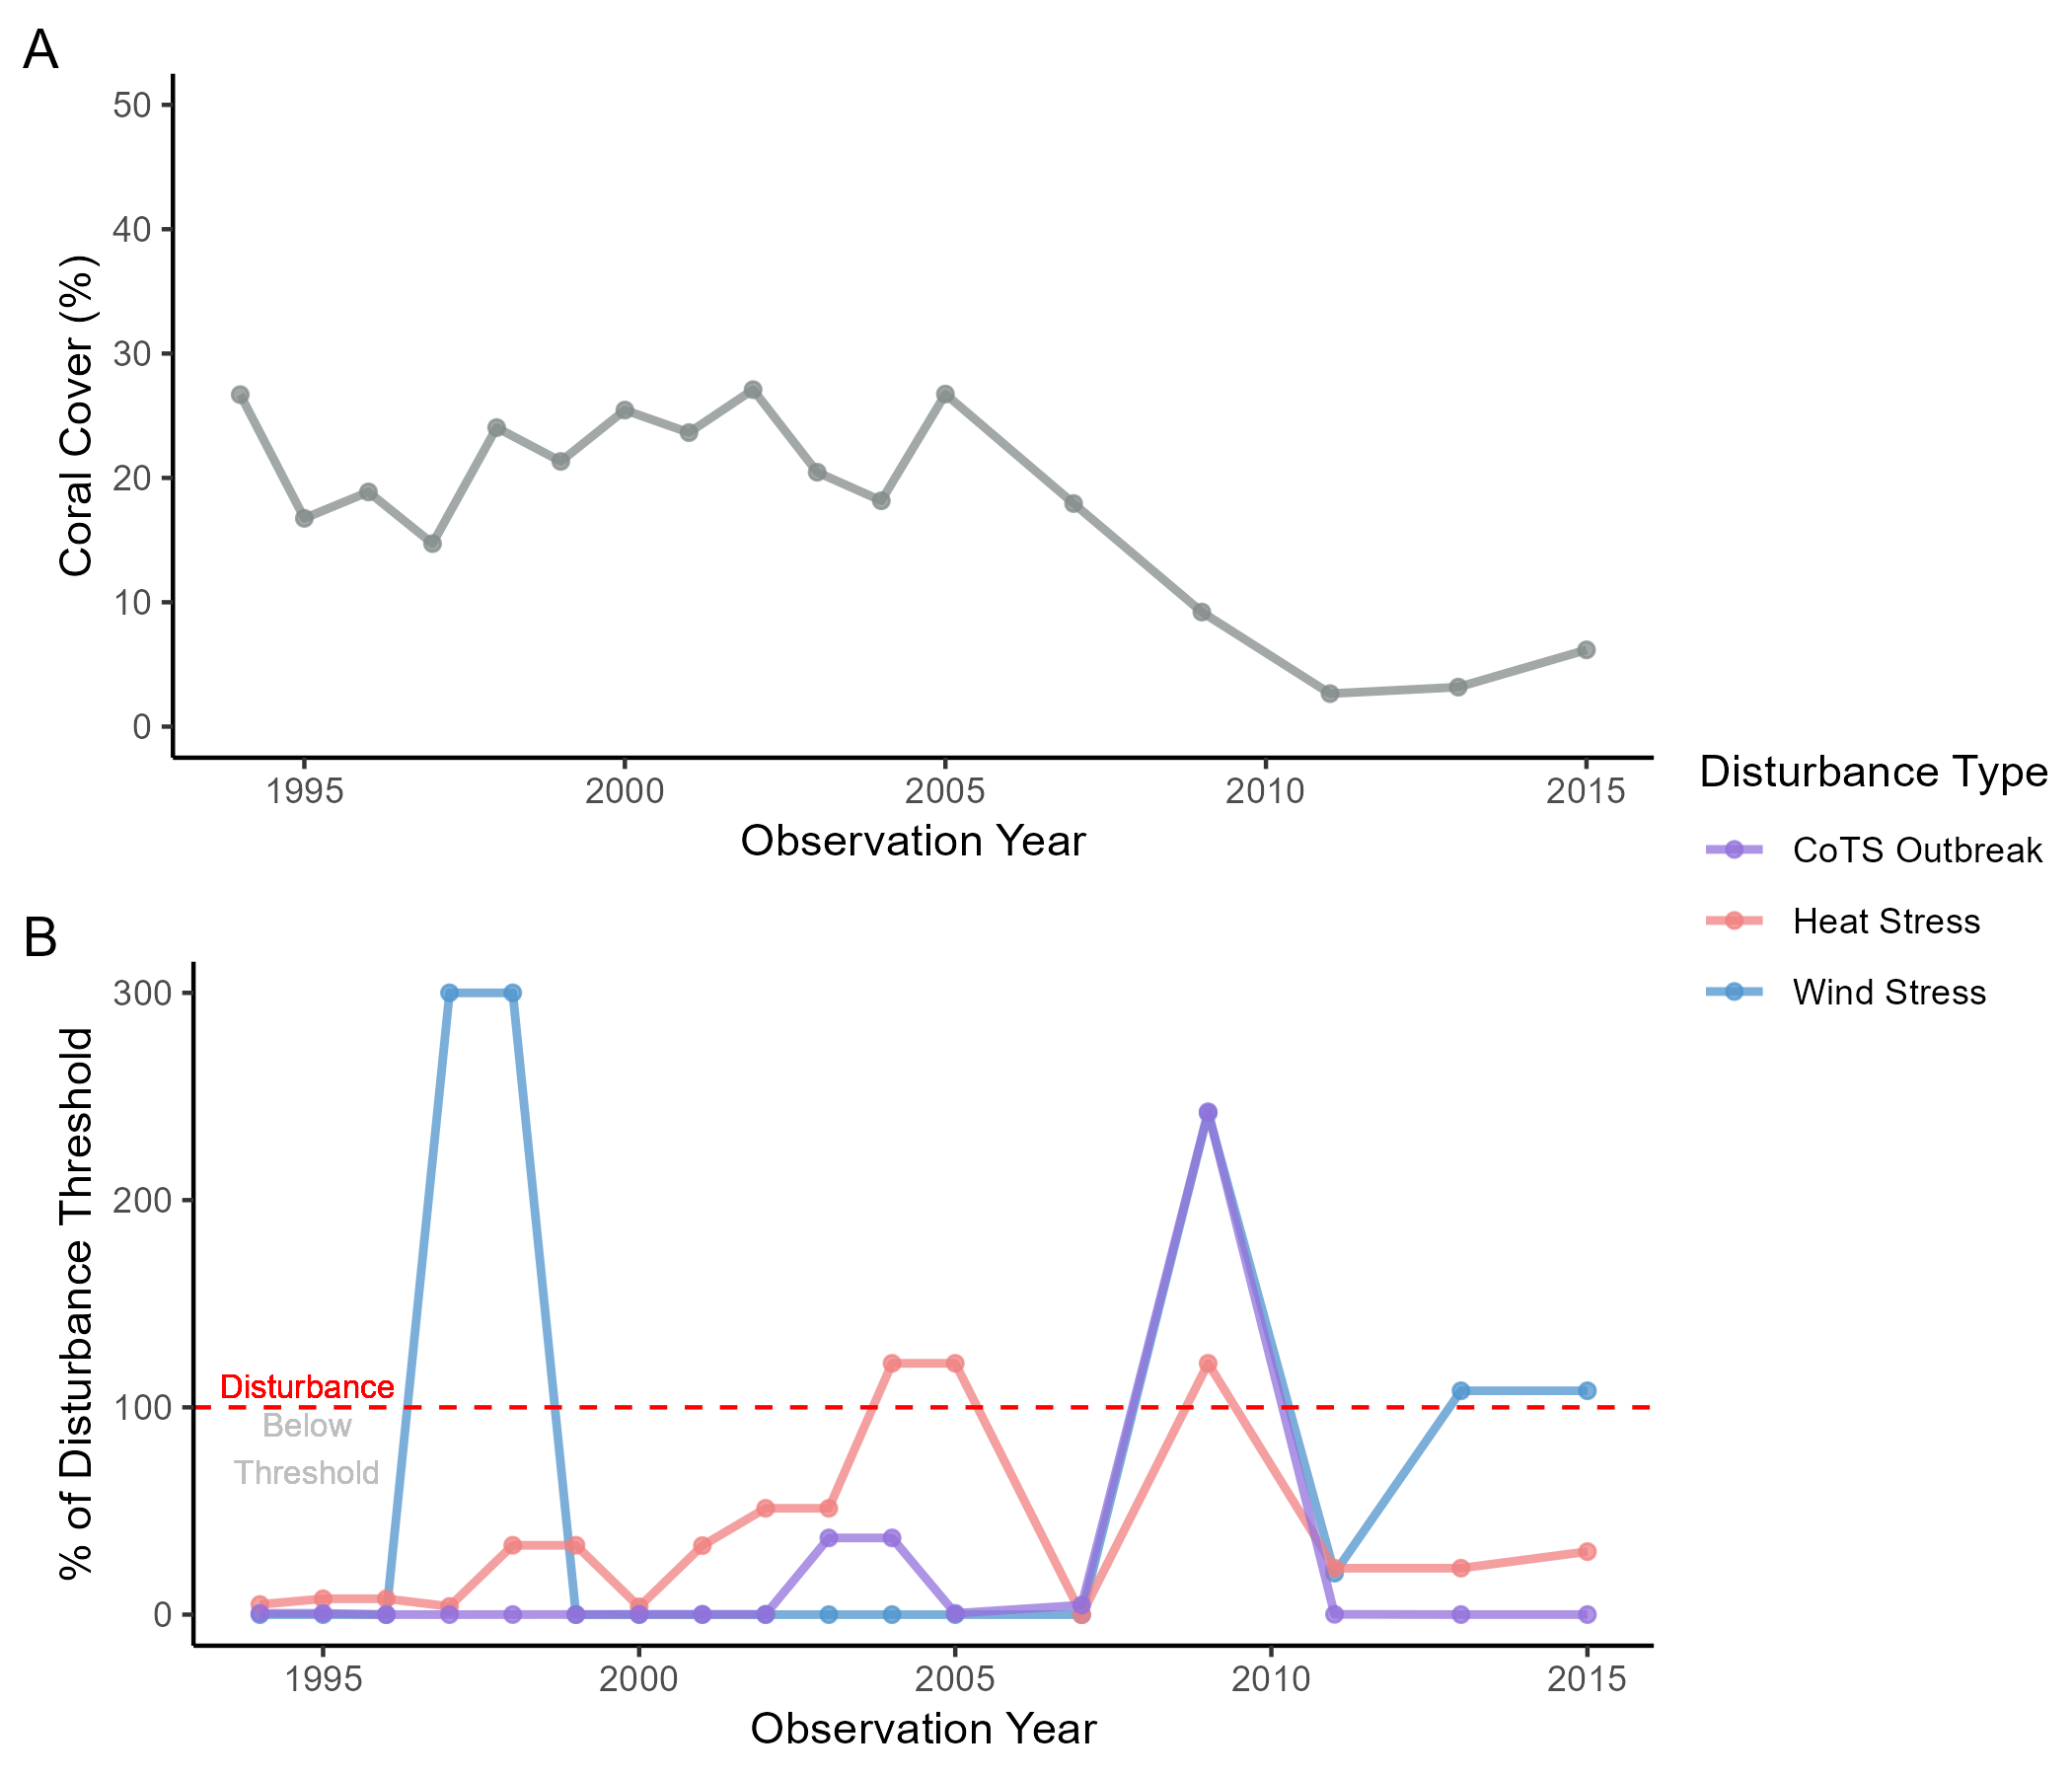 A
50
40
30
20
10
0
Coral Cover (%)
1995 2000 2005 2010 2015
Observation Year
Disturbance Type
CoTS Outbreak
Heat Stress
Wind Stress
B
300
200
100
0
% of Disturbance Threshold
Disturbance
Below
Threshold
1995 2000 2005 2010 2015
Observation Year